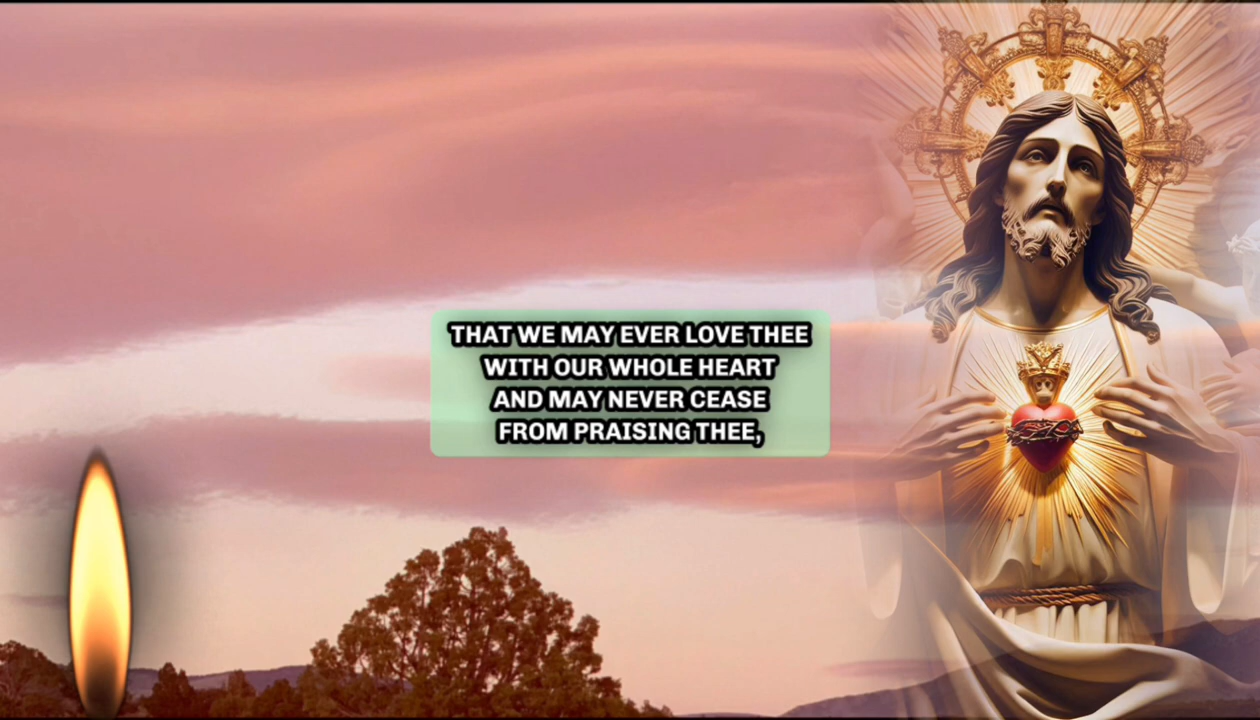 THAT WE MAY EVER LOVE THEE
WITH OUR WHOLE HEART
AND MAY NEVER CEASE
FROM PRAISING THEE,